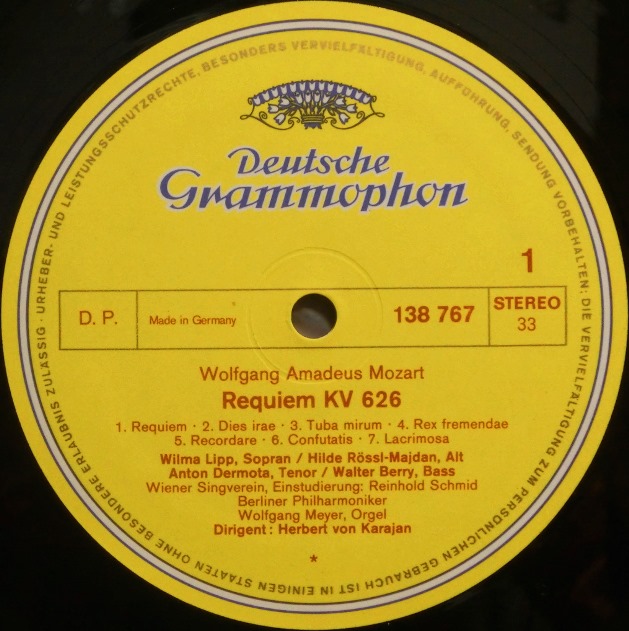 URHEBER- UND LEISTUNGSSCHUTZRECHTE, BESONDERS VERVIELFÄLTIGUNG, AUFFÜHRUNG, SENDUNG VORBEHALTEN; DIE VERVIELFÄLTIGUNG ZUM PERSÖNLICHEN GEBRAUCH IST IN EINIGEN STAATEN OHNE BESONDERE ERLAUBNIS ZULÄSSIG ·
Deutsche
Grammophon
1
D. P. Made in Germany 138 767 STEREO
33
Wolfgang Amadeus Mozart
Requiem KV 626
1. Requiem · 2. Dies irae · 3. Tuba mirum · 4. Rex fremendae
5. Recordare · 6. Confutatis · 7. Lacrimosa
Wilma Lipp, Sopran / Hilde Rössl-Majdan, Alt
Anton Dermota, Tenor / Walter Berry, Bass
Wiener Singverein, Einstudierung: Reinhold Schmid
Berliner Philharmoniker
Wolfgang Meyer, Orgel
Dirigent: Herbert von Karajan
*